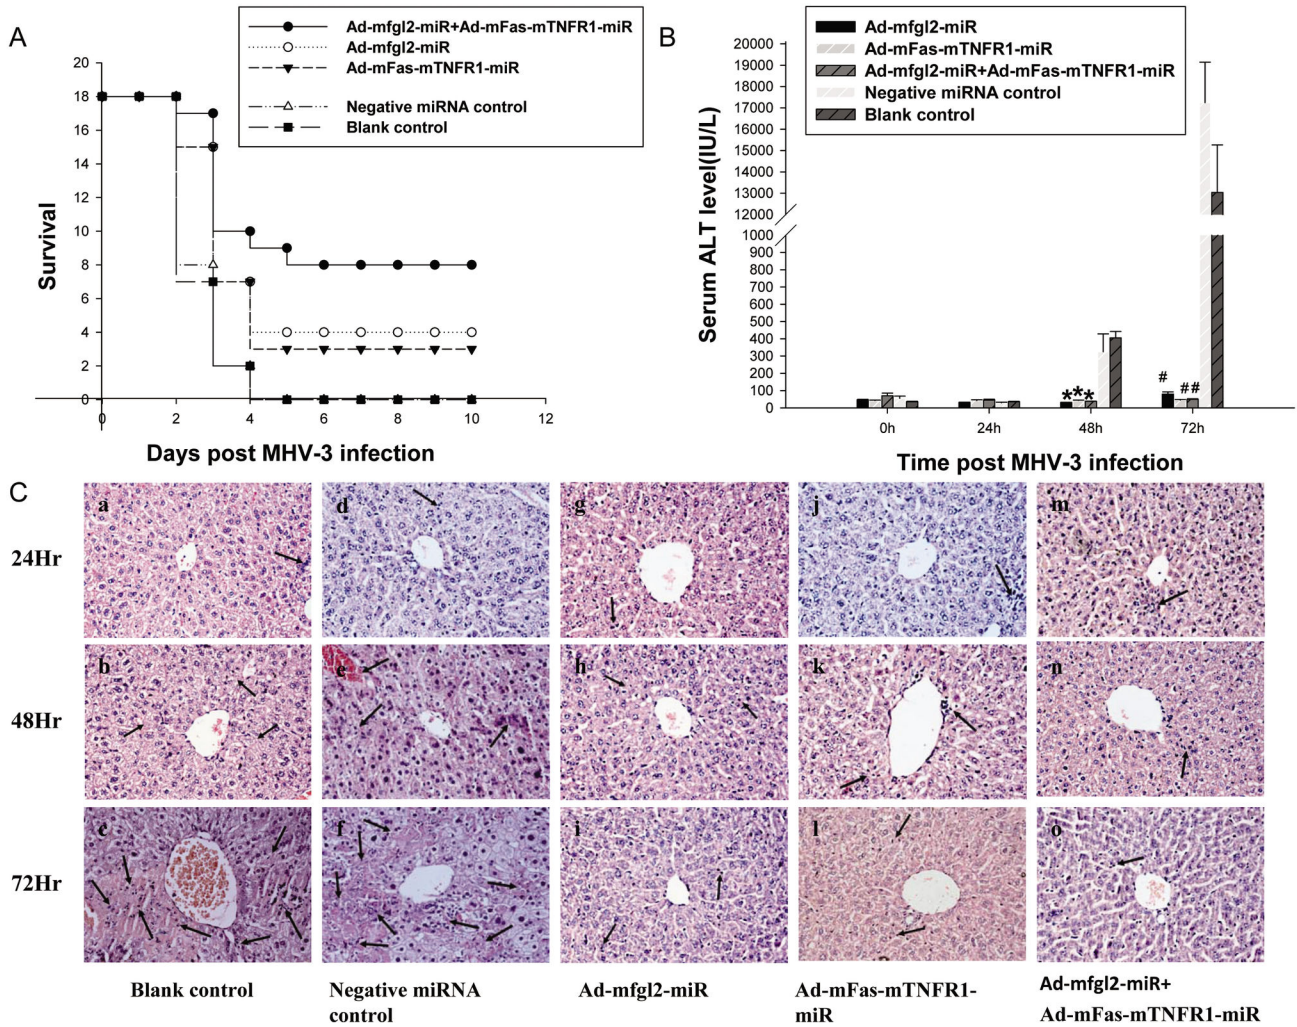 A
Ad-mfgl2-miR+Ad-mFas-mTNFR1-miR
Ad-mfgl2-miR
Ad-mFas-mTNFR1-miR
Negative miRNA control
Blank control
20
18
16
14
12
10
8
6
4
2
0
Survival
0 2 4 6 8 10 12
Days post MHV-3 infection
B
Ad-mfgl2-miR
Ad-mFas-mTNFR1-miR
Ad-mfgl2-miR+Ad-mFas-mTNFR1-miR
Negative miRNA control
Blank control
20000
19000
18000
17000
16000
15000
14000
13000
12000
1000
900
800
700
600
500
400
300
200
100
0
Serum ALT level(IU/L)
*** # ##
0h 24h 48h 72h
Time post MHV-3 infection
C
24Hr a d g j m
48Hr b e h k n
72Hr c f i l o
Blank control
Negative miRNA
control
Ad-mfgl2-miR
Ad-mFas-mTNFR1-
miR
Ad-mfgl2-miR+
Ad-mFas-mTNFR1-miR